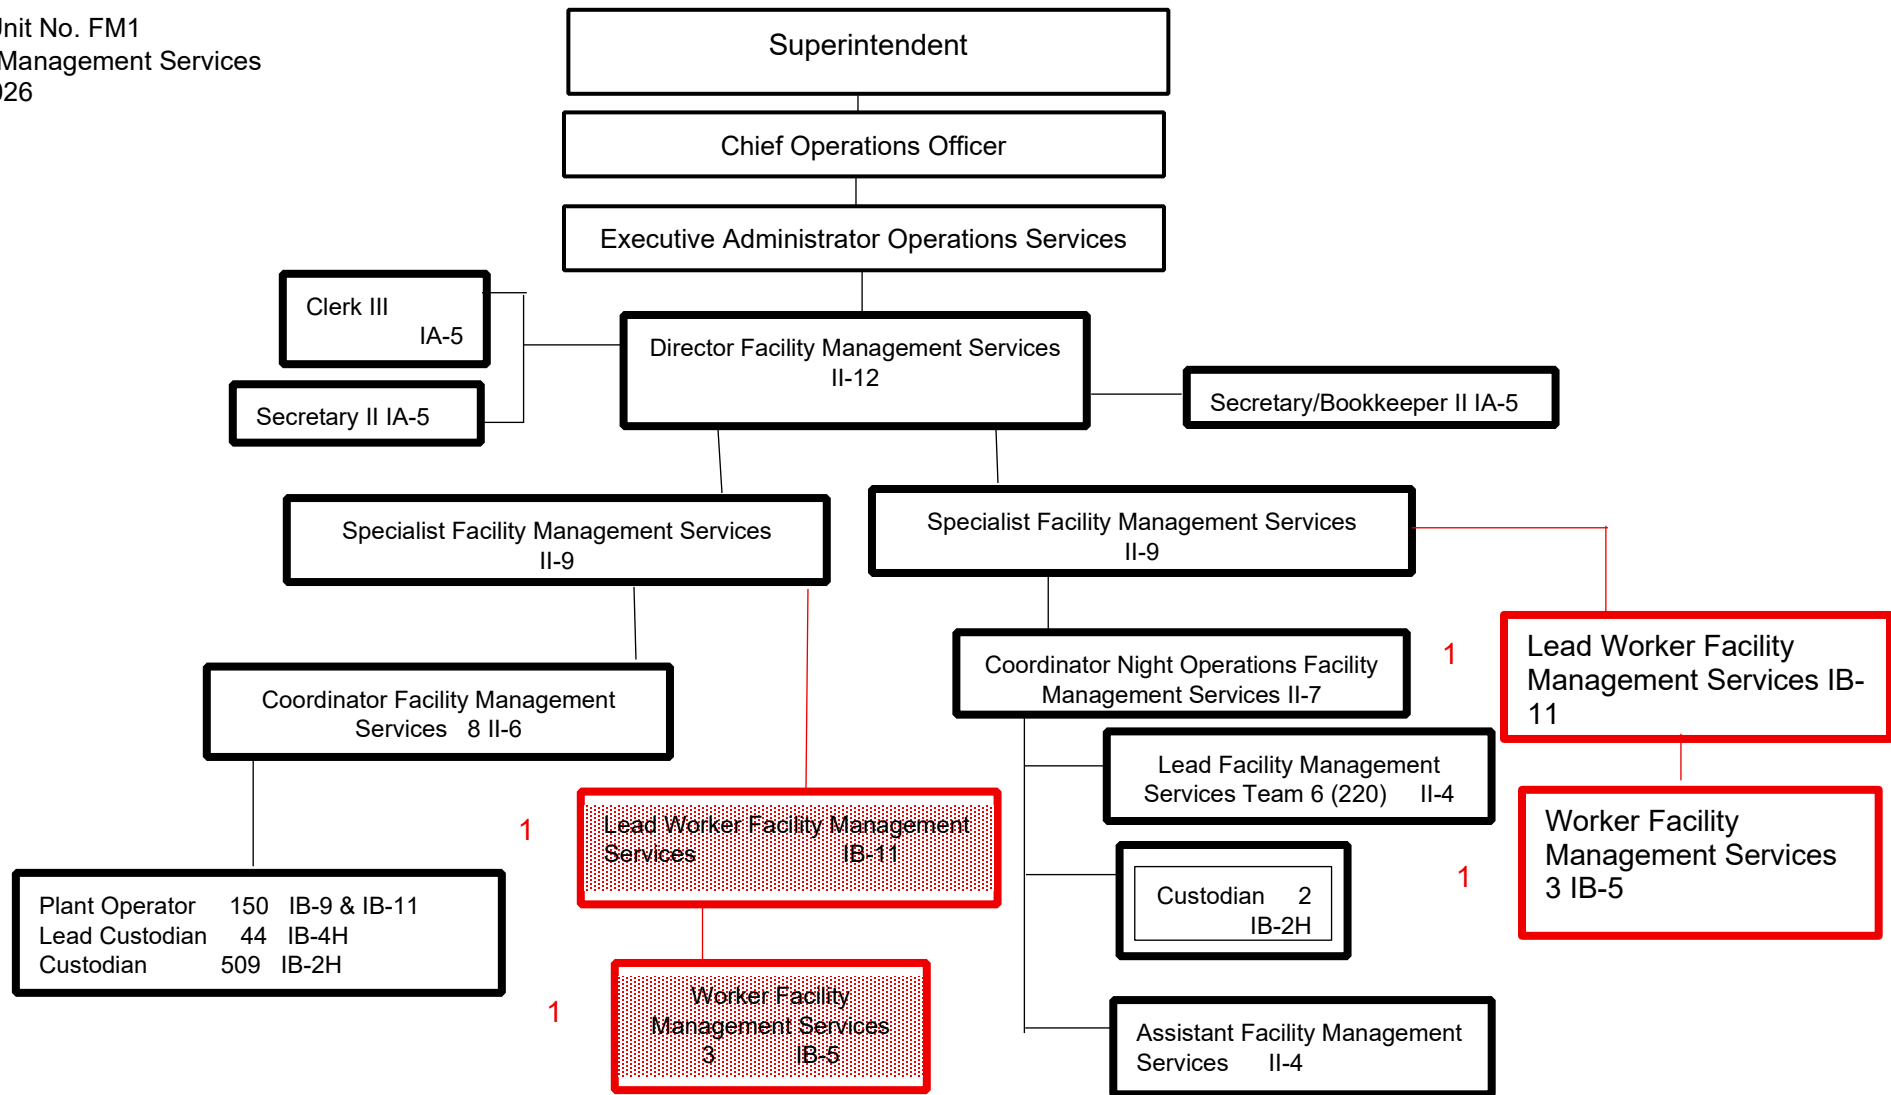 Unit No. FM1
Management Services
026
Superintendent
Chief Operations Officer
Executive Administrator Operations Services
Clerk III
IA-5
Director Facility Management Services
II-12
Secretary II IA-5
Secretary/Bookkeeper II IA-5
Specialist Facility Management Services
II-9
Specialist Facility Management Services
II-9
Coordinator Facility Management
Services 8 II-6
Coordinator Night Operations Facility
Management Services II-7
1
Lead Worker Facility
Management Services IB-
11
Lead Facility Management
Services Team 6 (220) II-4
1
Lead Worker Facility Management
Services IB-11
Custodian 2
IB-2H
1
Worker Facility
Management Services
3 IB-5
Plant Operator 150 IB-9 & IB-11
Lead Custodian 44 IB-4H
Custodian 509 IB-2H
1
Worker Facility
Management Services
3 IB-5
Assistant Facility Management
Services II-4